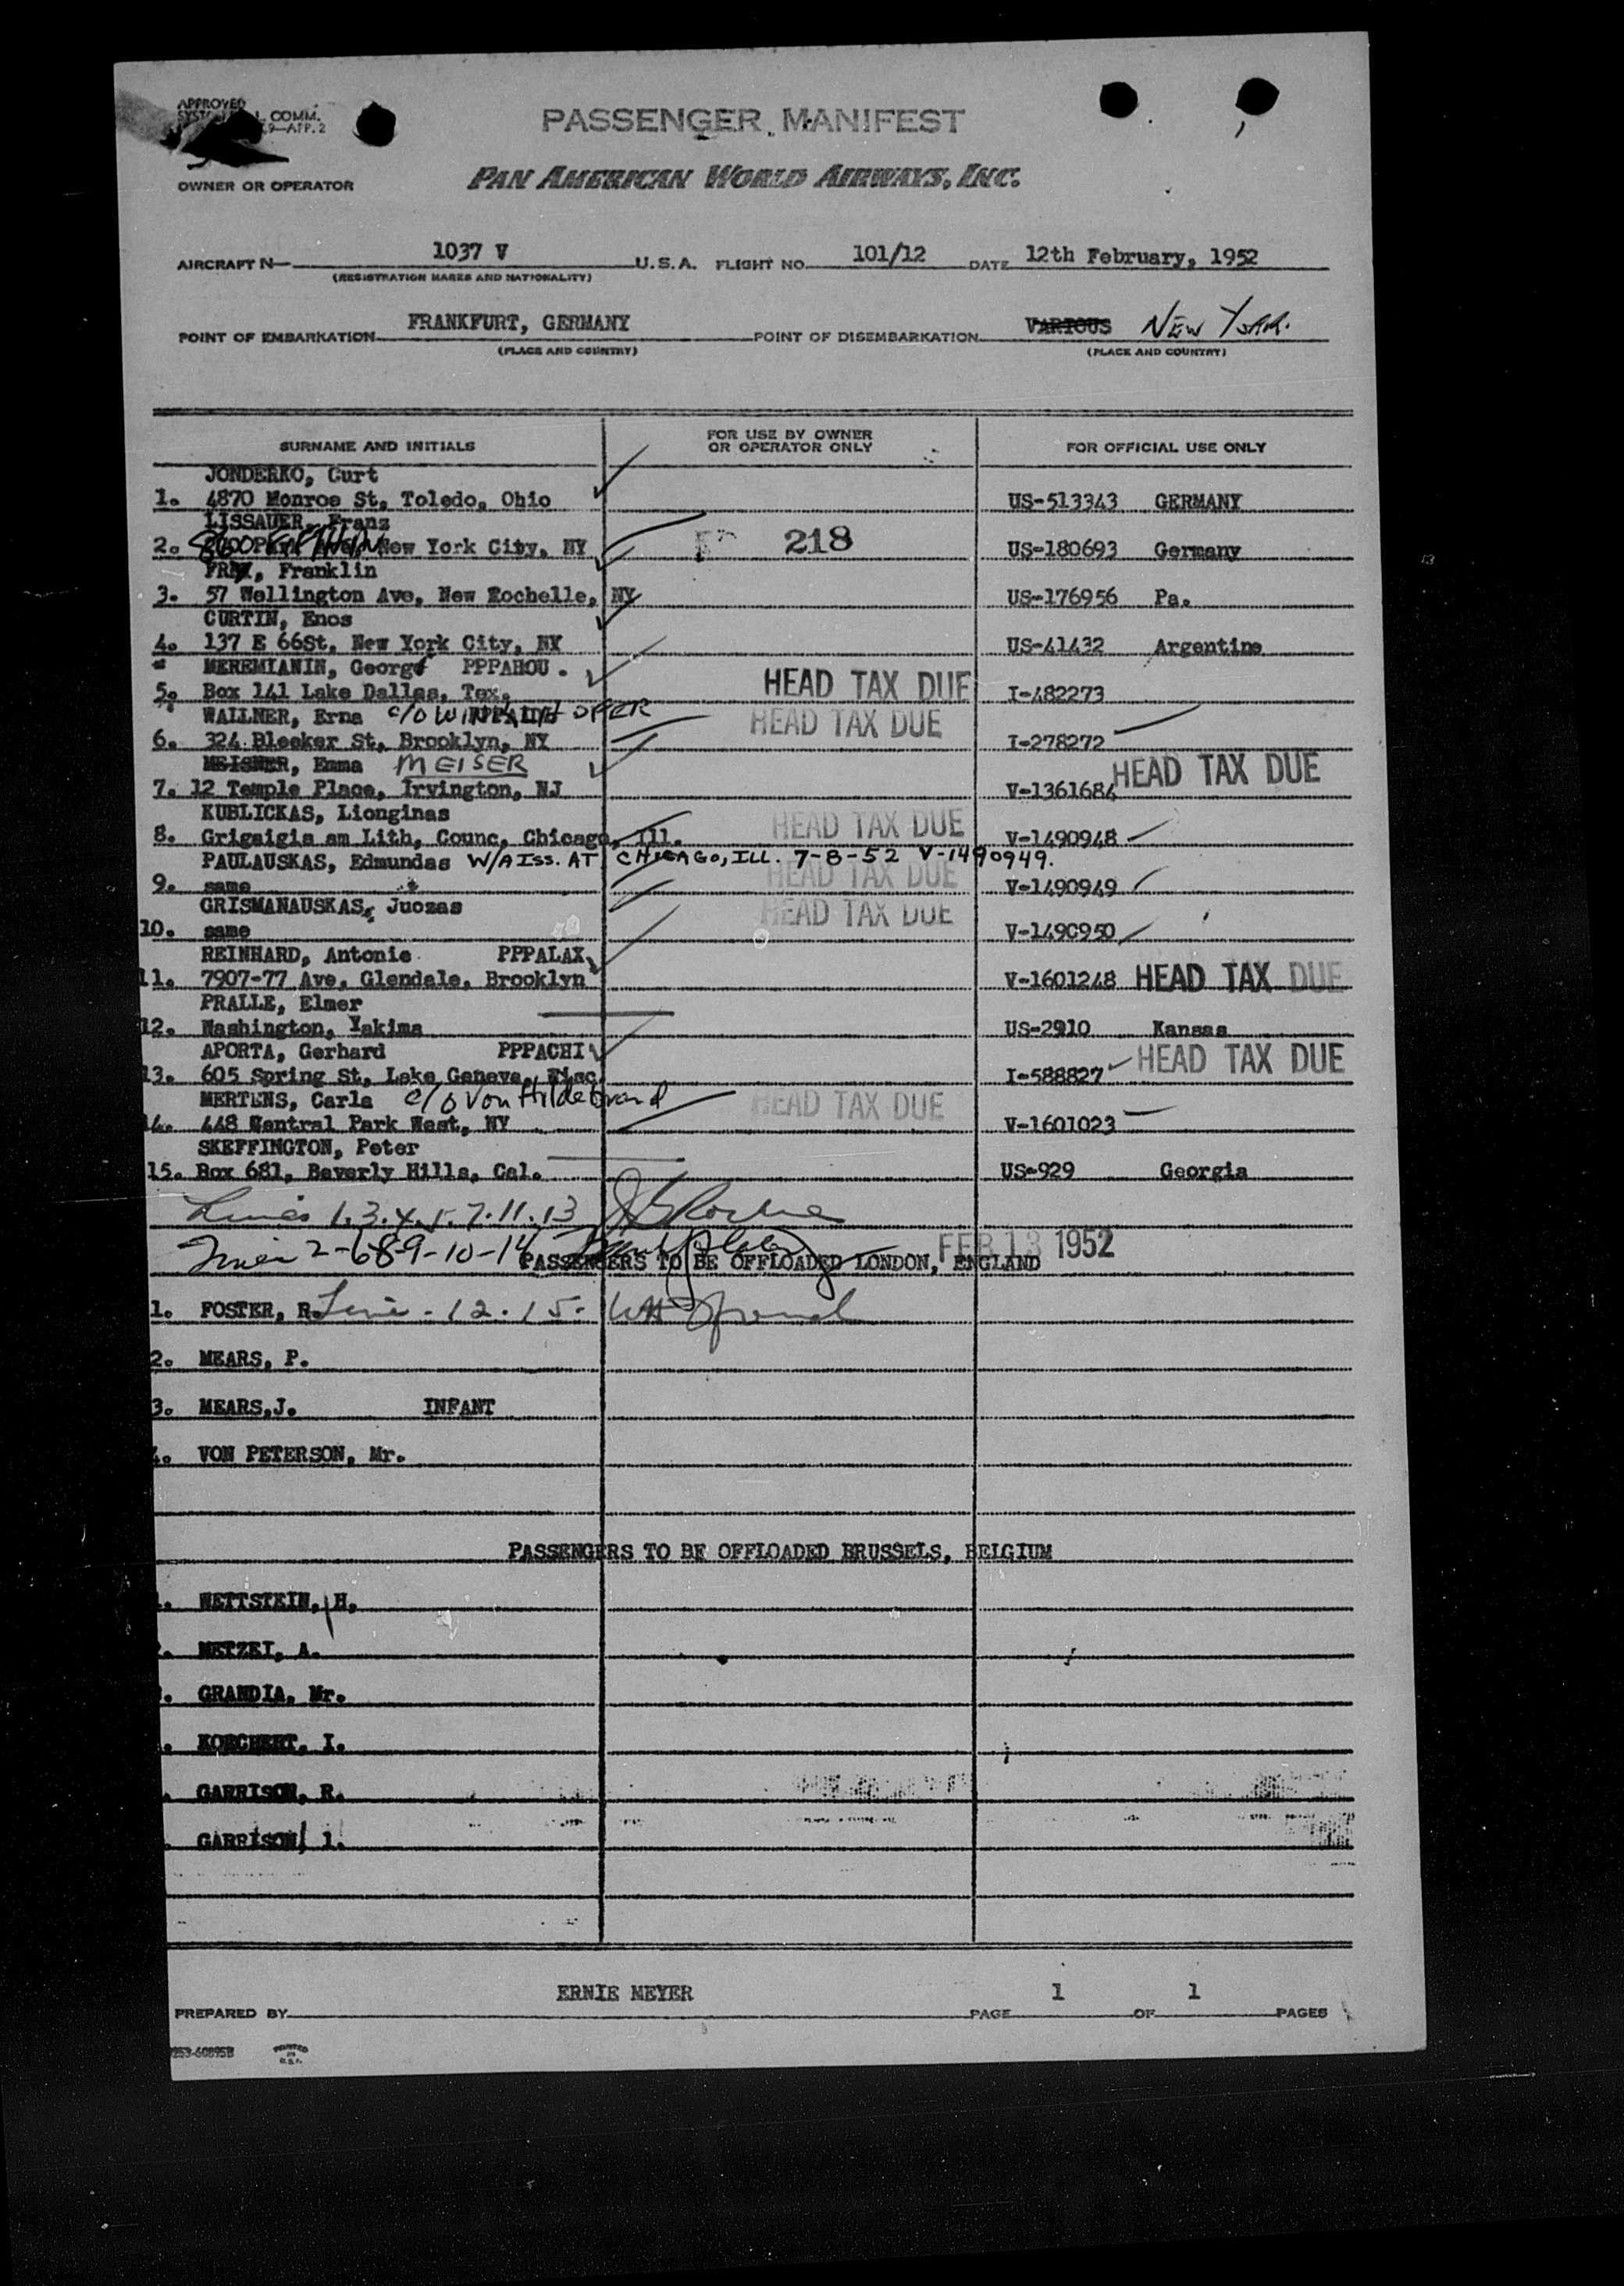 APPROVED
COMM.
9—APP. 2
PASSENGER MANIFEST
OWNER OR OPERATOR PAN AMERICAN WORLD AIRWAYS, INC.
AIRCRAFT N— 1037 V U.S.A. FLIGHT NO. 101/12 DATE 12th February, 1952
(REGISTRATION MARKS AND NATIONALITY)
POINT OF EMBARKATION FRANKFURT, GERMANY POINT OF DISEMBARKATION VARIOUS NEW YORK.
(PLACE AND COUNTRY) (PLACE AND COUNTRY)
SURNAME AND INITIALS FOR USE BY OWNER OR OPERATOR ONLY FOR OFFICIAL USE ONLY
JONDERKO, Curt
1. 4870 Monroe St, Toledo, Ohio US-513343 GERMANY
LISSAUER, Franz
2. New York City, NY 218 US-180693 Germany
Franklin
3. 57 Wellington Ave, New Rochelle, NY US-176956 Pa.
CURTIN, Enos
4. 137 E 66St, New York City, NY US-41432 Argentine
MEREMIANIN, George PPPAHOU.
5. Box 141 Lake Dallas, Tex. HEAD TAX DUE I-482273
WALLNER, Erna c/o HEAD TAX DUE
6. 324 Bleeker St, Brooklyn, NY I-278272
MEISNER, Emma MEISER
7. 12 Temple Place, Irvington, NJ V-1361684 HEAD TAX DUE
KUBLICKAS, Lionginas
8. Grigaigis am Lith, Counc, Chicago, Ill. HEAD TAX DUE V-1490948
PAULAUSKAS, Edmundas W/A ISS. AT CHICAGO, ILL. 7-8-52 V-1490949.
9. same HEAD TAX DUE V-1490949
GRISMANAUSKAS, Juozas
10. same HEAD TAX DUE V-1490950
REINHARD, Antonie PPPALAX
11. 7907-77 Ave, Glendale, Brooklyn V-1601248 HEAD TAX DUE
PRALLE, Elmer
12. Washington, Yakima US-2910 Kansas
APORTA, Gerhard PPPACHI
13. 605 Spring St, Lake Geneva, Wisc I-588827 HEAD TAX DUE
MERTENS, Carla c/o Von Hildebrand
14. 448 Central Park West, NY HEAD TAX DUE V-1601023
SKEFFINGTON, Peter
15. Box 681, Beverly Hills, Cal. US-929 Georgia
Lines 1.3.4.5.7.11.13
Lines 2-6-8-9-10-14 FEB 13 1952
PASSENGERS TO BE OFFLOADED LONDON, ENGLAND
1. FOSTER, R. Line 12.15.
2. MEARS, P.
3. MEARS,J. INFANT
4. VON PETERSON, Mr.
PASSENGERS TO BE OFFLOADED BRUSSELS, BELGIUM
WETTSTEIN, H.
METZEI, A.
GRANDIA, Mr.
KORCHERT, I.
GARRISON, R.
GARRISON, I.
PREPARED BY ERNIE MEYER PAGE 1 OF 1 PAGES
PRINTED IN U.S.A.